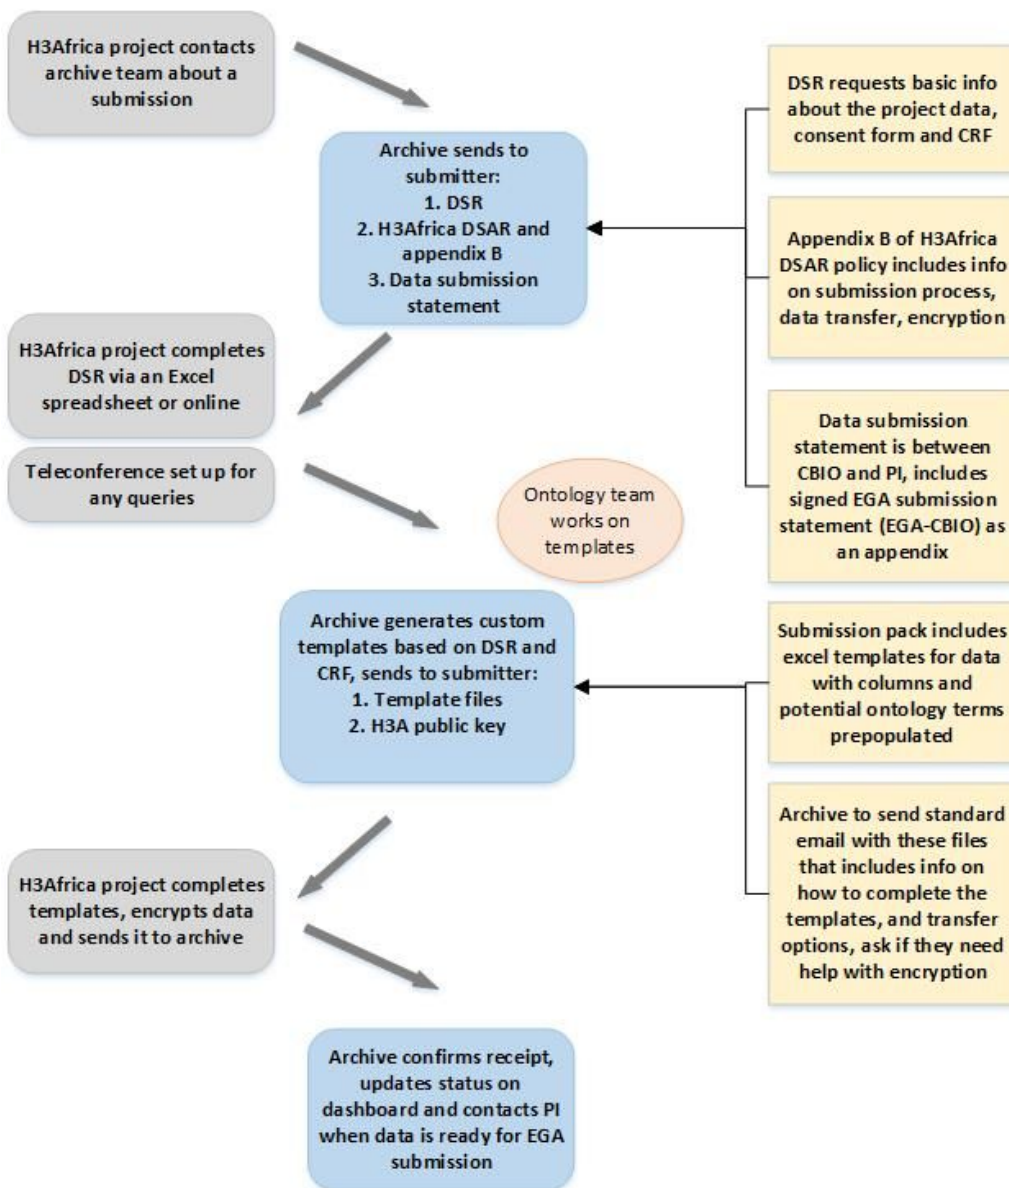 H3Africa project contacts
archive team about a
submission
DSR requests basic info
about the project data,
consent form and CRF
Archive sends to
submitter:
1. DSR
2. H3Africa DSAR and
appendix B
3. Data submission
statement
Appendix B of H3Africa
DSAR policy includes info
on submission process,
data transfer, encryption
H3Africa project completes
DSR via an Excel
spreadsheet or online
Teleconference set up for
any queries
Data submission
statement is between
CBIO and PI, includes
signed EGA submission
statement (EGA-CBIO) as
an appendix
Ontology team
works on
templates
Archive generates custom
templates based on DSR and
CRF, sends to submitter:
1. Template files
2. H3A public key
Submission pack includes
excel templates for data
with columns and
potential ontology terms
prepopulated
Archive to send standard
email with these files
that includes info on
how to complete the
templates, and transfer
options, ask if they need
help with encryption
H3Africa project completes
templates, encrypts data
and sends it to archive
Archive confirms receipt,
updates status on
dashboard and contacts PI
when data is ready for EGA
submission